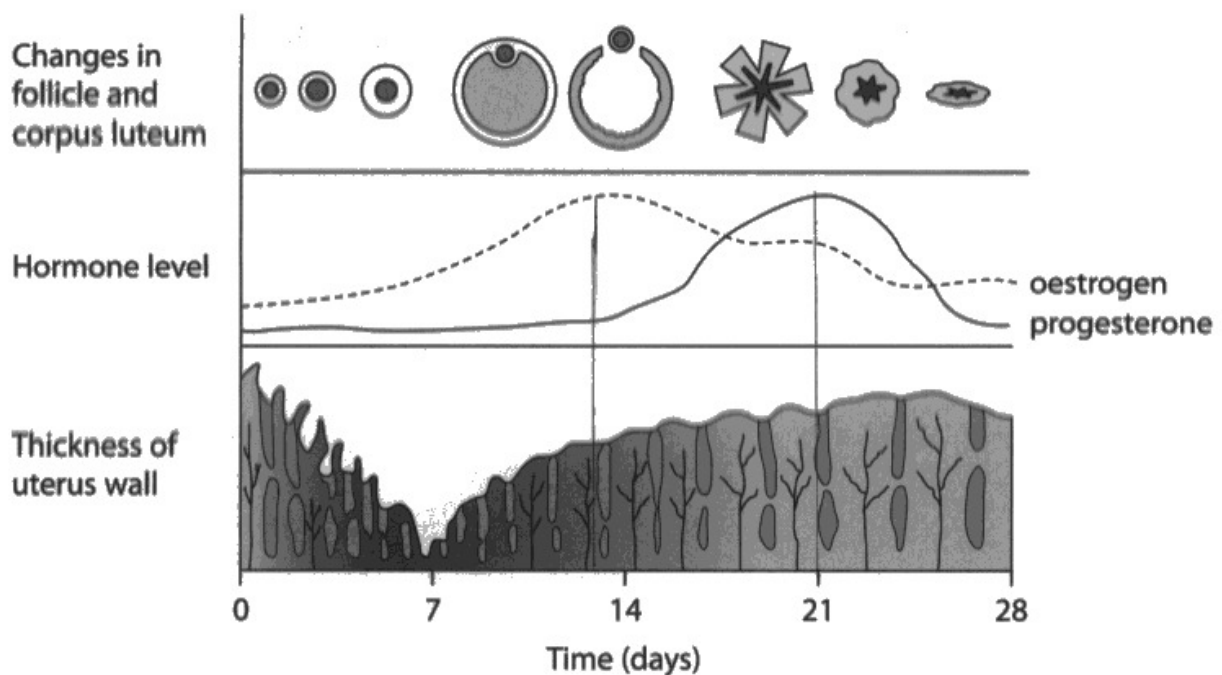 Changes in
follicle and
corpus luteum
Hormone level
oestrogen
progesterone
Thickness of
uterus wall
0 7 14 21 28
Time (days)